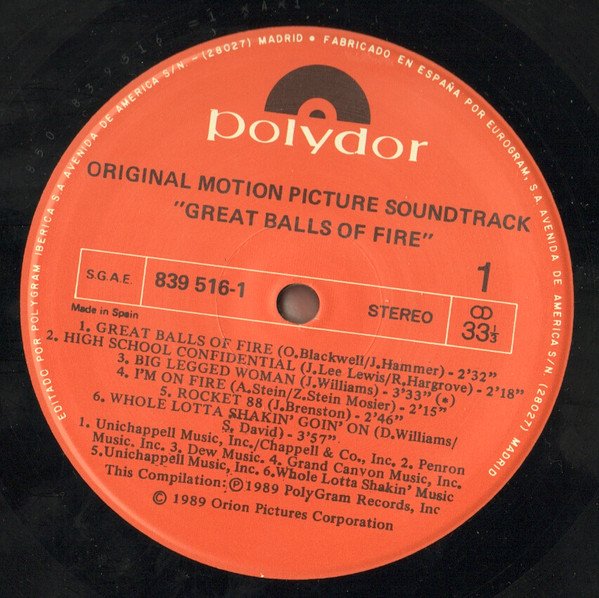 EDITADO POR POLYGRAM IBERICA S.A. AVENIDA DE AMERICA S/N. - (28027) MADRID • FABRICADO EN ESPAÑA POR EUROGRAM, S.A. AVENIDA DE AMERICA S/N. (28027) MADRID
polydor
ORIGINAL MOTION PICTURE SOUNDTRACK
"GREAT BALLS OF FIRE"
S.G.A.E.
839 516-1
STEREO
1
33⅓
Made in Spain
1. GREAT BALLS OF FIRE (O.Blackwell/J.Hammer) - 2'32"
2. HIGH SCHOOL CONFIDENTIAL (J.Lee Lewis/R.Hargrove) - 2'18"
3. BIG LEGGED WOMAN (J.Williams) - 3'33" (*)
4. I'M ON FIRE (A.Stein/Z.Stein Mosier) - 2'15"
5. ROCKET 88 (J.Brenston) - 2'46"
6. WHOLE LOTTA SHAKIN' GOIN' ON (D.Williams/
S. David) - 3'57"
1. Unichappell Music, Inc./Chappell & Co., Inc. 2. Penron
Music. Inc. 3. Dew Music. 4. Grand Canyon Music, Inc.
5.Unichappell Music, Inc. 6.Whole Lotta Shakin' Music
This Compilation: ℗ 1989 PolyGram Records, Inc
© 1989 Orion Pictures Corporation